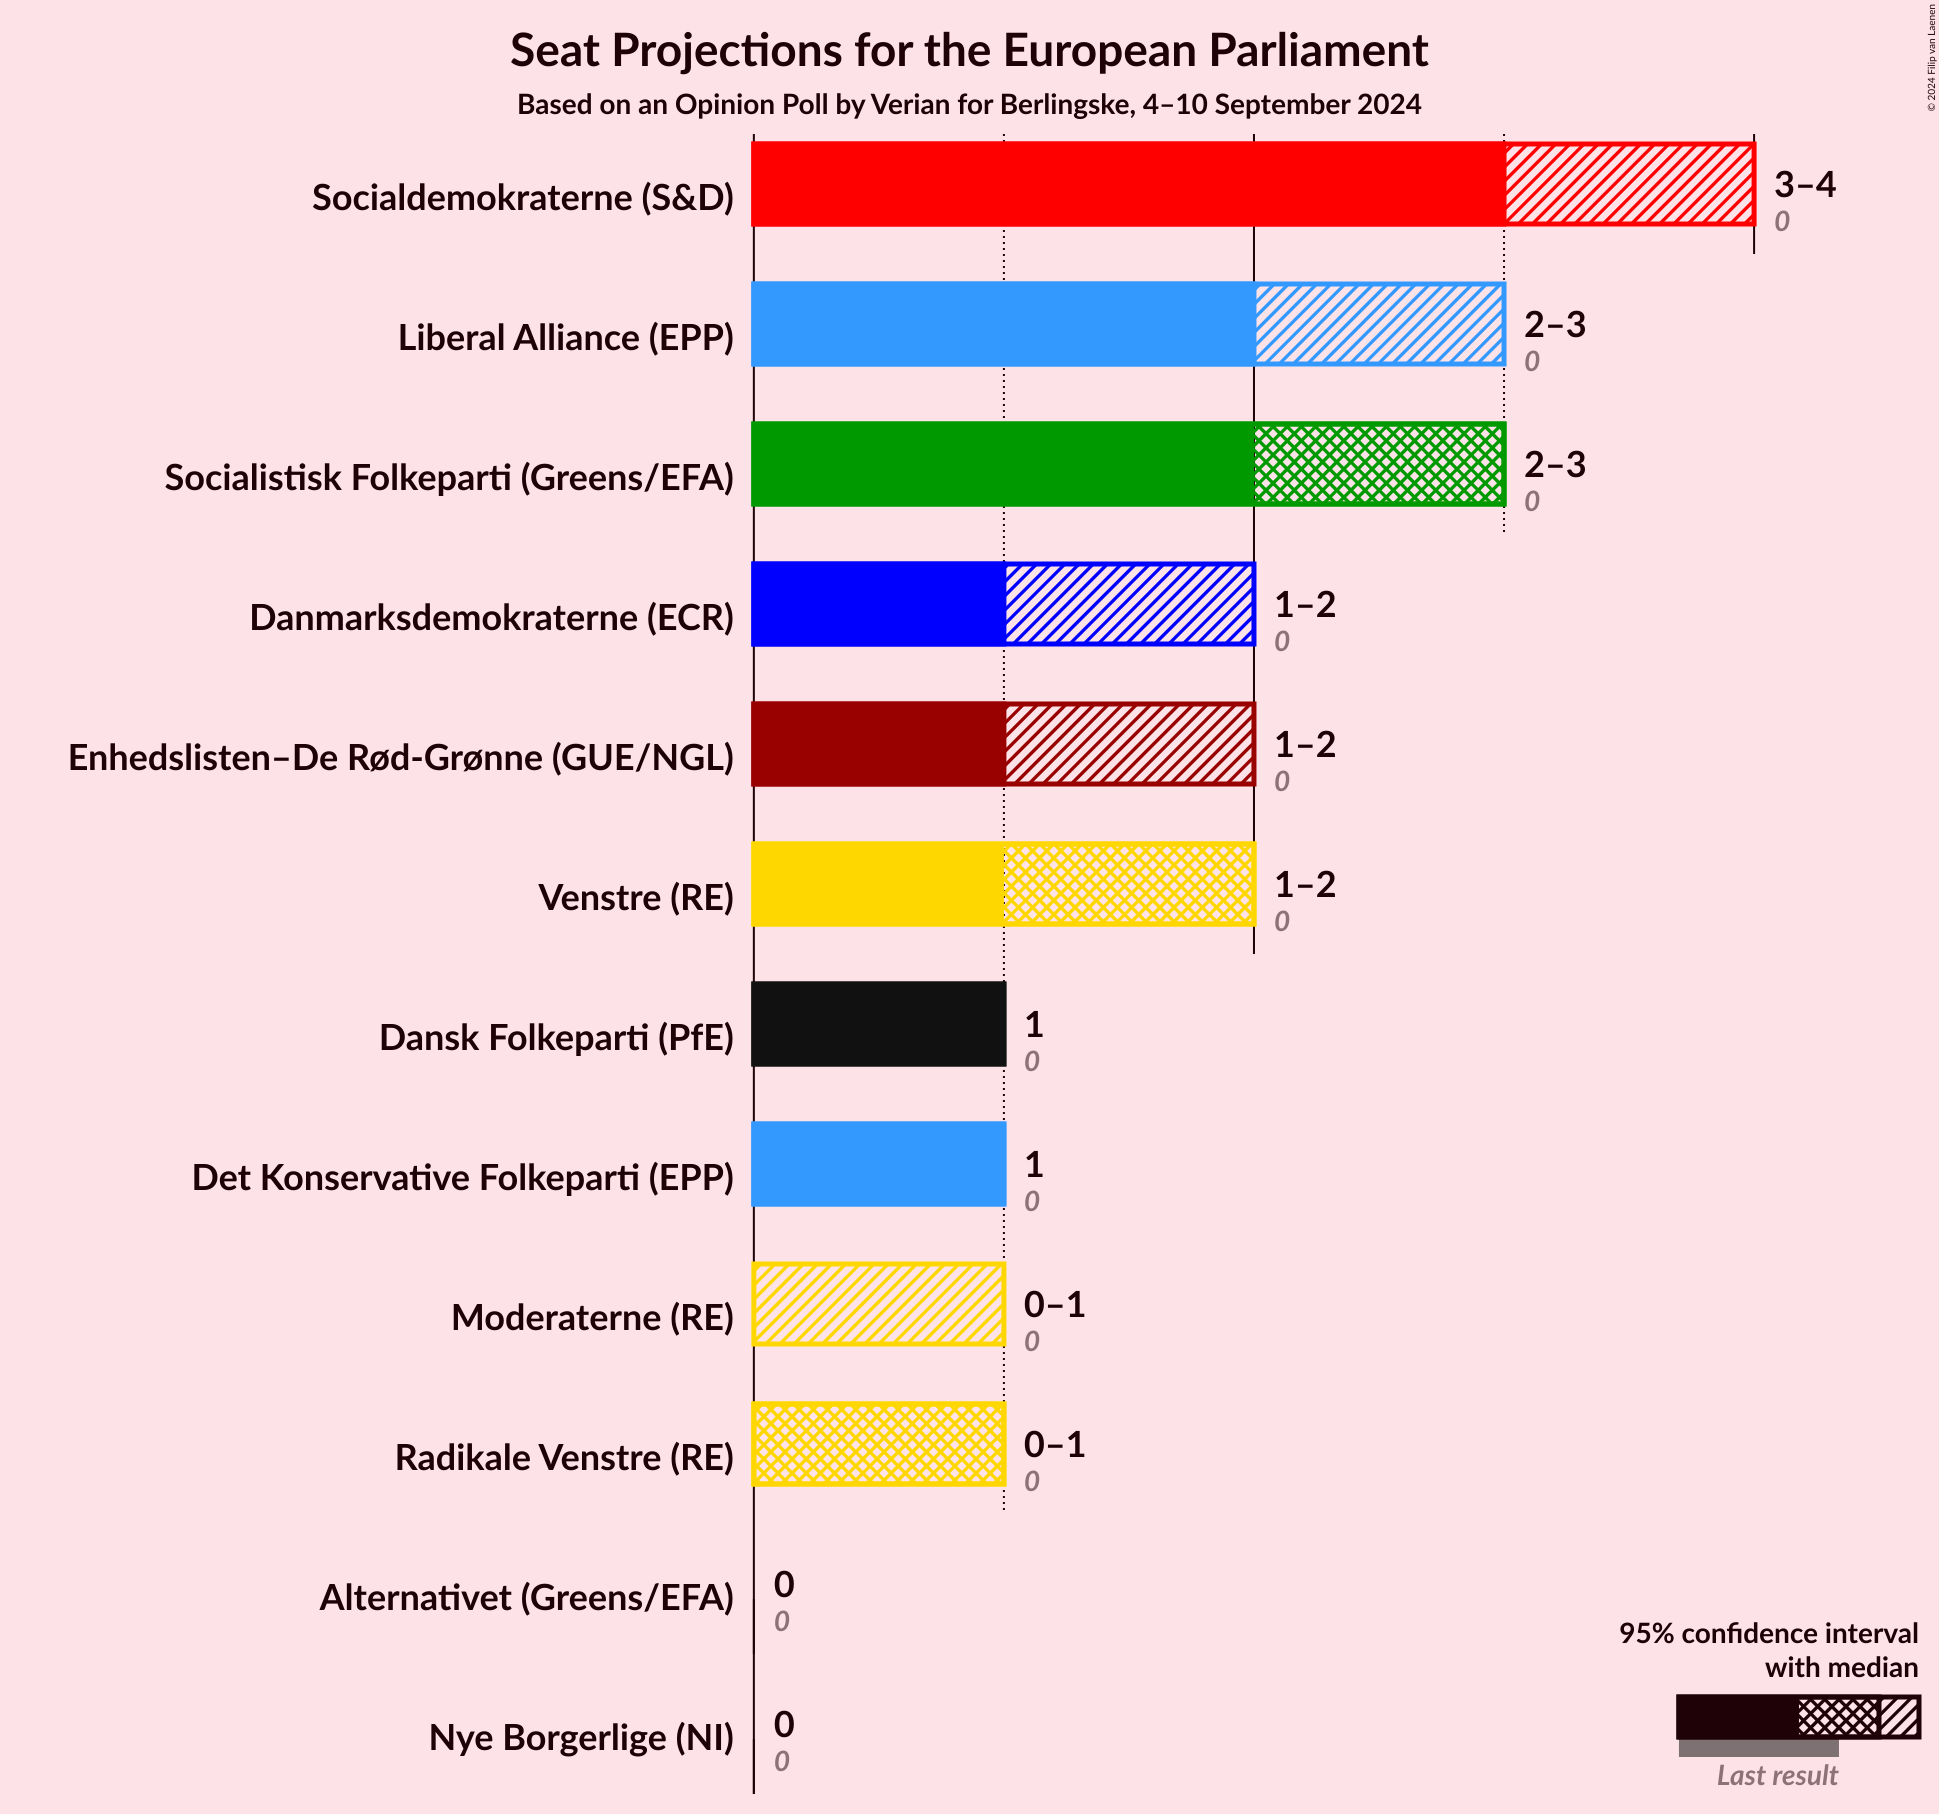 Seat Projections for the European Parliament
Based on an Opinion Poll by Verian for Berlingske, 4–10 September 2024
© 2024 Filip van Laenen
Socialdemokraterne (S&D)
3–4
0
Liberal Alliance (EPP)
2–3
0
Socialistisk Folkeparti (Greens/EFA)
2–3
0
Danmarksdemokraterne (ECR)
1–2
0
Enhedslisten–De Rød-Grønne (GUE/NGL)
1–2
0
Venstre (RE)
1–2
0
Dansk Folkeparti (PfE)
1
0
Det Konservative Folkeparti (EPP)
1
0
Moderaterne (RE)
0–1
0
Radikale Venstre (RE)
0–1
0
Alternativet (Greens/EFA)
0
0
Nye Borgerlige (NI)
0
0
95% confidence interval
with median
Last result